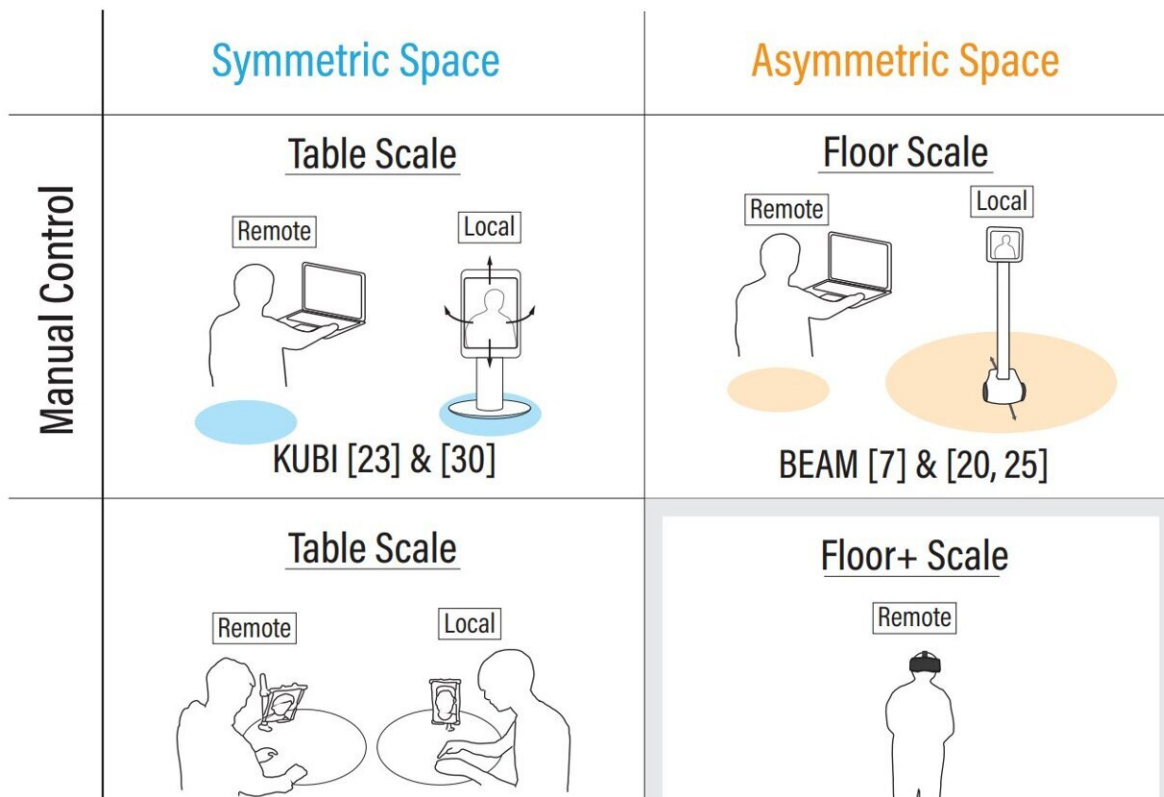 Symmetric Space
Asymmetric Space
Manual Control
Table Scale
Remote
Local
KUBI [23] & [30]
Floor Scale
Remote
Local
BEAM [7] & [20, 25]
Table Scale
Remote
Local
Floor+ Scale
Remote